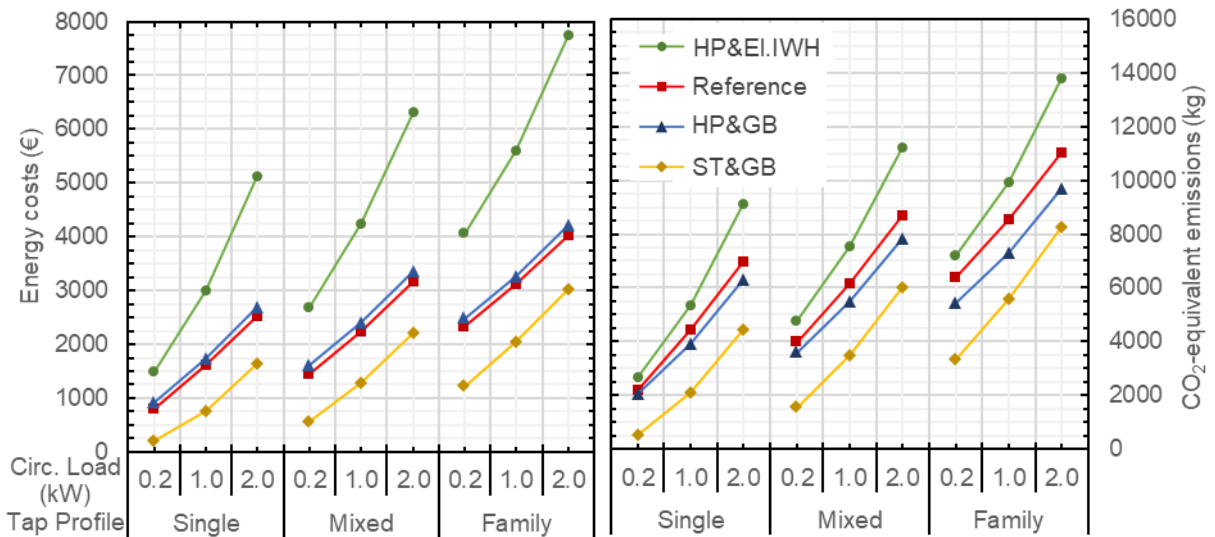 8000
7000
6000
5000
4000
3000
2000
1000
0
Energy costs (€)
HP&El.IWH
Reference
HP&GB
ST&GB
16000
14000
12000
10000
8000
6000
4000
2000
0
CO₂-equivalent emissions (kg)
Circ. Load (kW)
0.2 1.0 2.0 0.2 1.0 2.0 0.2 1.0 2.0
0.2 1.0 2.0 0.2 1.0 2.0 0.2 1.0 2.0
Tap Profile
Single Mixed Family
Single Mixed Family